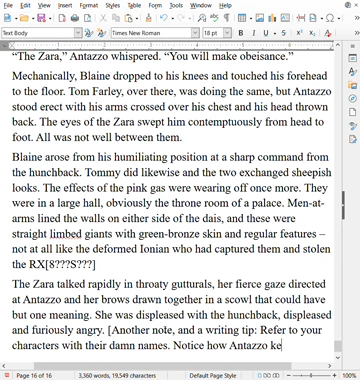 File Edit View Insert Format Styles Table Form Tools Window Help
Text Body Times New Roman 18 pt
“The Zara,” Antazzo whispered. “You will make obeisance.”
Mechanically, Blaine dropped to his knees and touched his forehead
to the floor. Tom Farley, over there, was doing the same, but Antazzo
stood erect with his arms crossed over his chest and his head thrown
back. The eyes of the Zara swept him contemptuously from head to
foot. All was not well between them.
Blaine arose from his humiliating position at a sharp command from
the hunchback. Tommy did likewise and the two exchanged sheepish
looks. The effects of the pink gas were wearing off once more. They
were in a large hall, obviously the throne room of a palace. Men-at-
arms lined the walls on either side of the dais, and these were
straight limbed giants with green-bronze skin and regular features –
not at all like the deformed Ionian who had captured them and stolen
the RX[8???S???]
The Zara talked rapidly in throaty gutturals, her fierce gaze directed
at Antazzo and her brows drawn together in a scowl that could have
but one meaning. She was displeased with the hunchback, displeased
and furiously angry. [Another note, and a writing tip: Refer to your
characters with their damn names. Notice how Antazzo ke
Page 16 of 16 3,360 words, 19,549 characters Default Page Style 100%